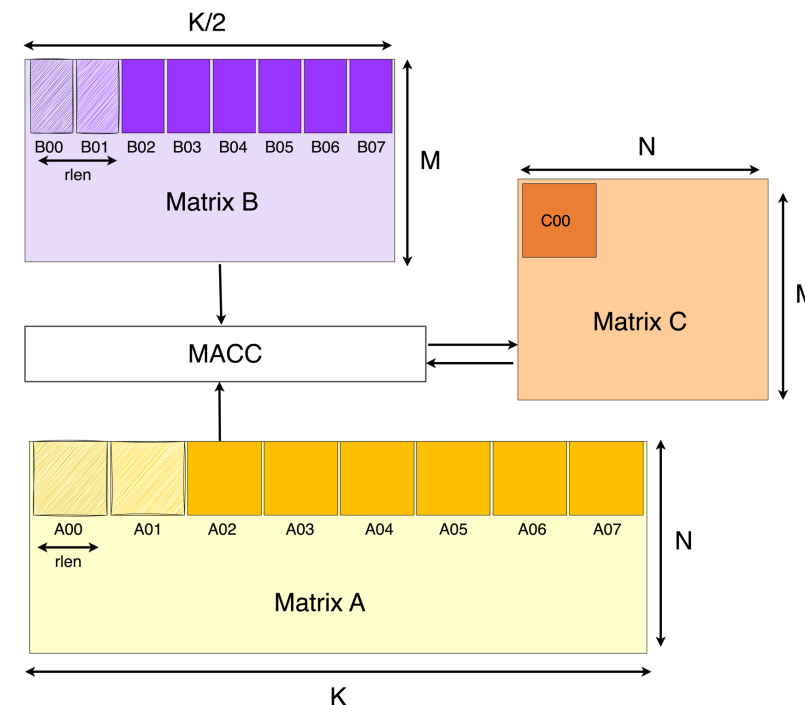 K/2
B00 B01 B02 B03 B04 B05 B06 B07
rlen
M
Matrix B
N
C00
Matrix C
MACC
A00 A01 A02 A03 A04 A05 A06 A07
rlen
N
Matrix A
K